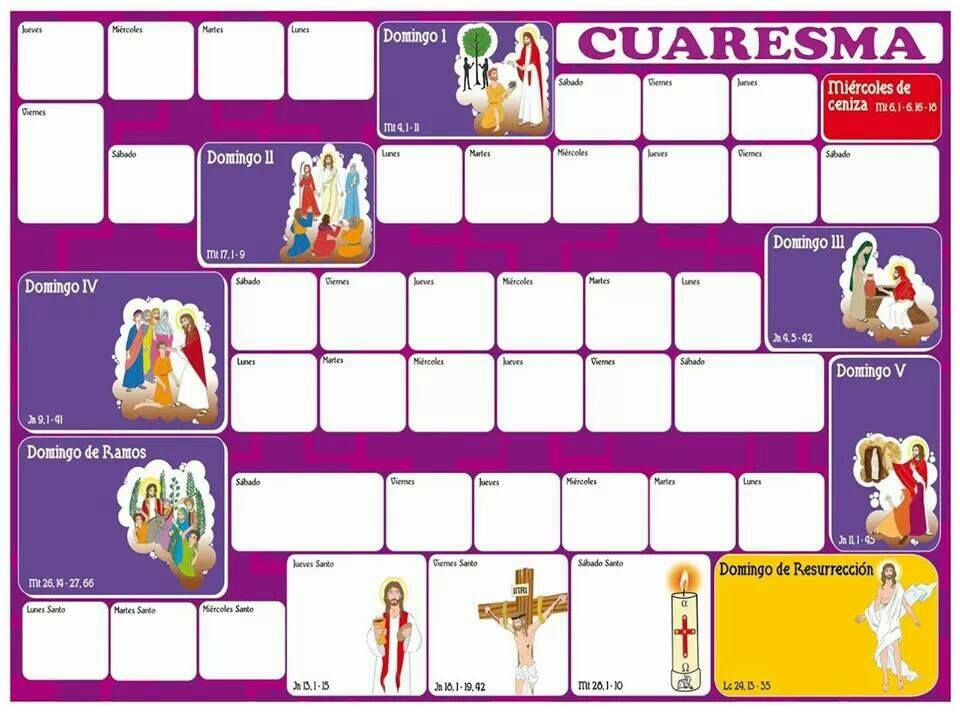 CUARESMA
Jueves
Miércoles
Martes
Lunes
Domingo I
Mt 4, 1 - 11
Sábado
Viernes
Jueves
Miércoles de
ceniza Mt 6, 1 - 6. 16 - 18
Viernes
Sábado
Domingo II
Mt 17, 1 - 9
Lunes
Martes
Miércoles
Jueves
Viernes
Sábado
Domingo IV
Jn 9, 1 - 41
Sábado
Viernes
Jueves
Miércoles
Martes
Lunes
Domingo III
Jn 4, 5 - 42
Lunes
Martes
Miércoles
Jueves
Viernes
Sábado
Domingo V
Jn 11, 1 - 45
Domingo de Ramos
Mt 26, 14 - 27, 66
Sábado
Viernes
Jueves
Miércoles
Martes
Lunes
Lunes Santo
Martes Santo
Miércoles Santo
Jueves Santo
Jn 13, 1 - 15
Viernes Santo
INRI
Jn 18, 1 - 19, 42
Sábado Santo
α
Ω
Mt 28, 1 - 10
Domingo de Resurrección
Lc 24, 13 - 35